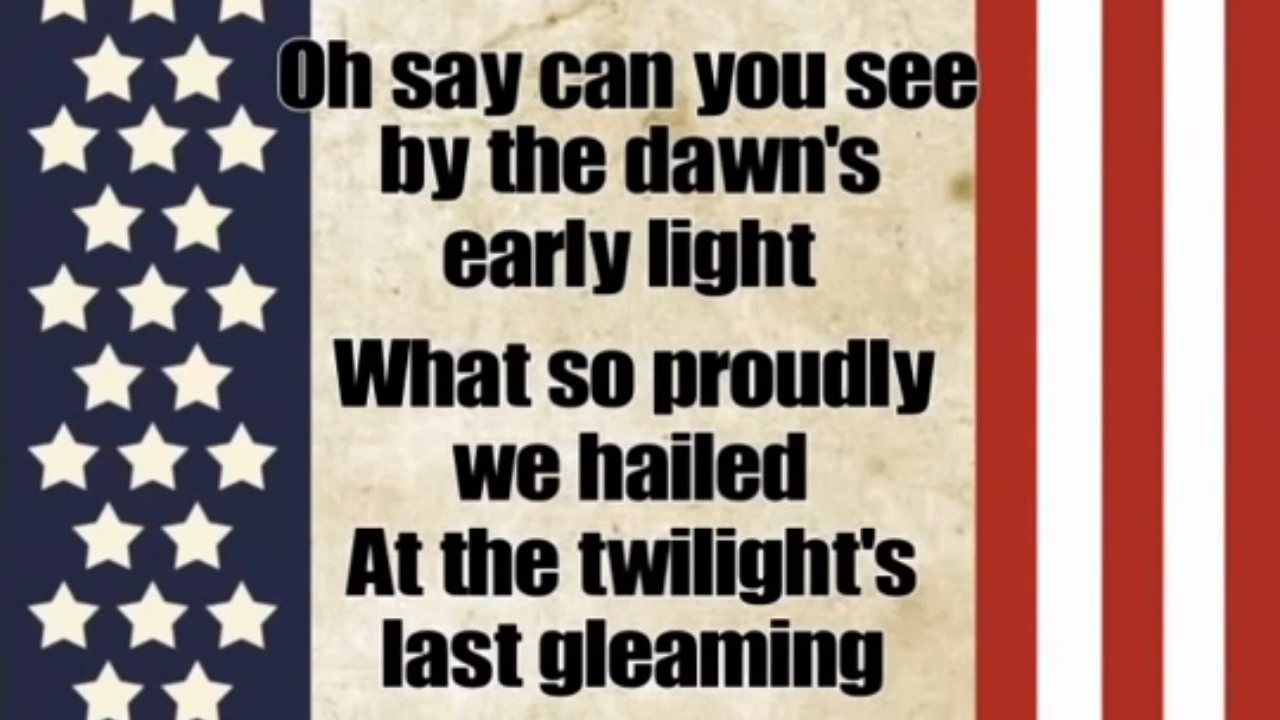 Oh say can you see
by the dawn's
early light
What so proudly
we hailed
At the twilight's
last gleaming